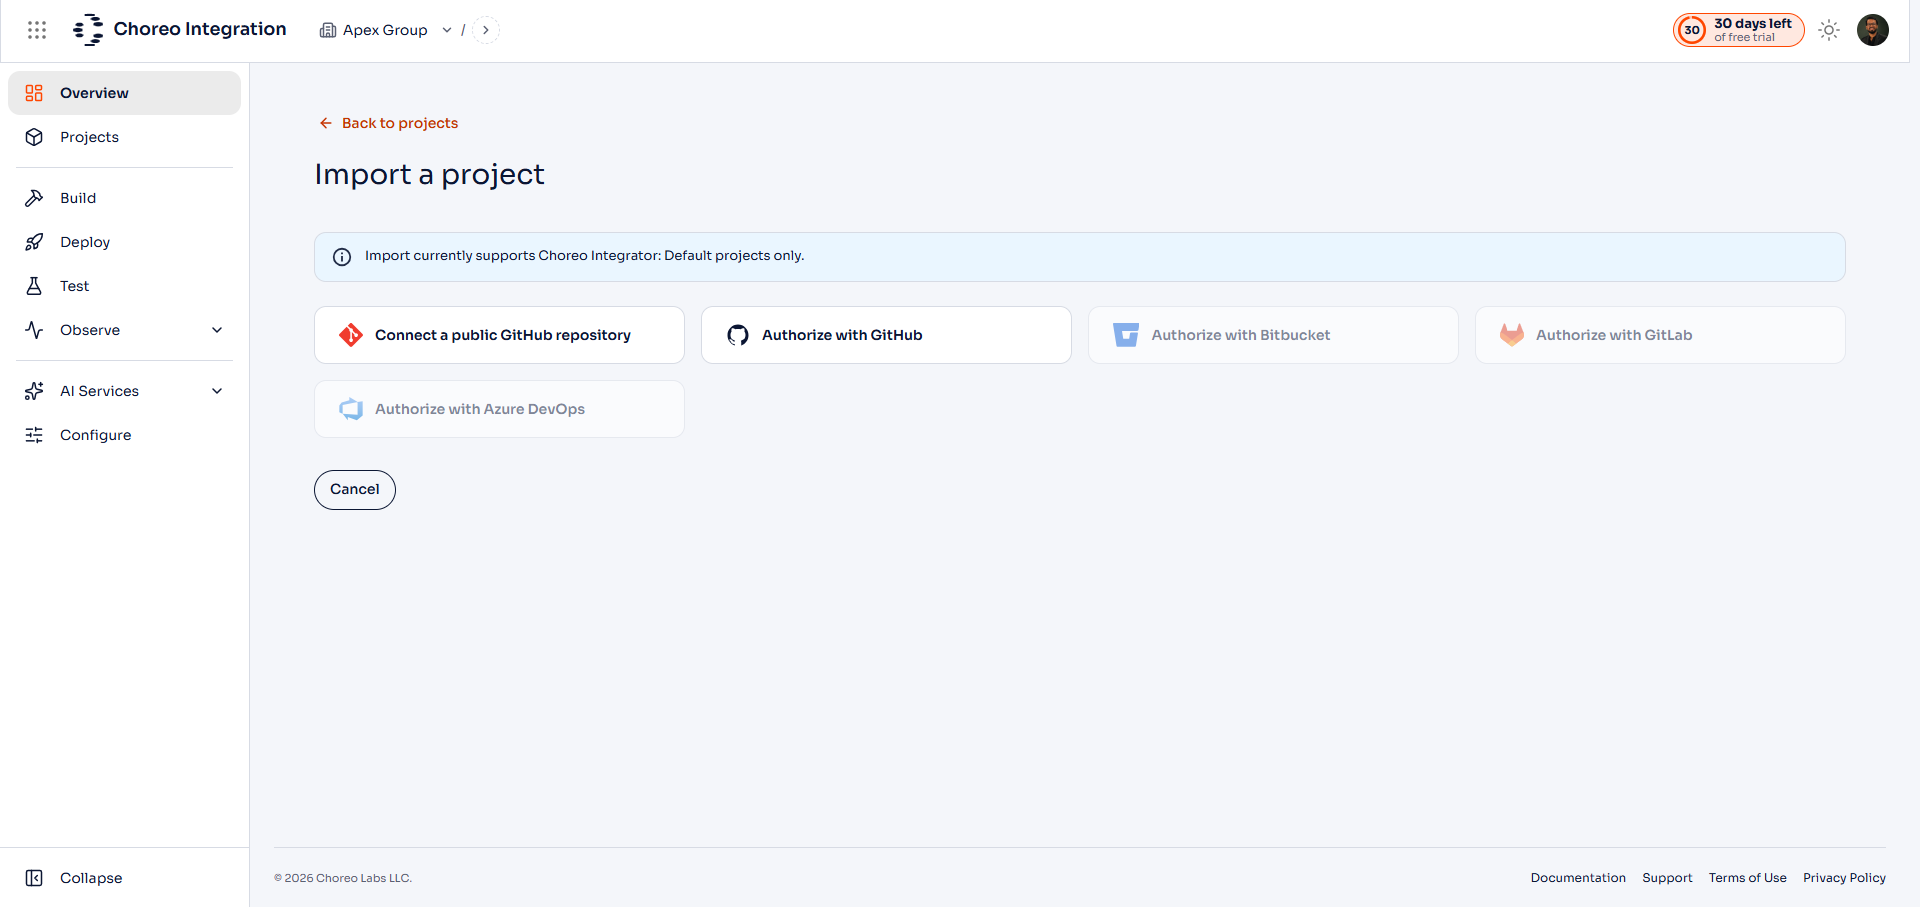 Choreo Integration
Apex Group
/
30
30 days left
of free trial
Overview
Projects
Build
Deploy
Test
Observe
AI Services
Configure
Collapse
Back to projects
Import a project
Import currently supports Choreo Integrator: Default projects only.
Connect a public GitHub repository
Authorize with GitHub
Authorize with Bitbucket
Authorize with GitLab
Authorize with Azure DevOps
Cancel
© 2026 Choreo Labs LLC.
Documentation
Support
Terms of Use
Privacy Policy